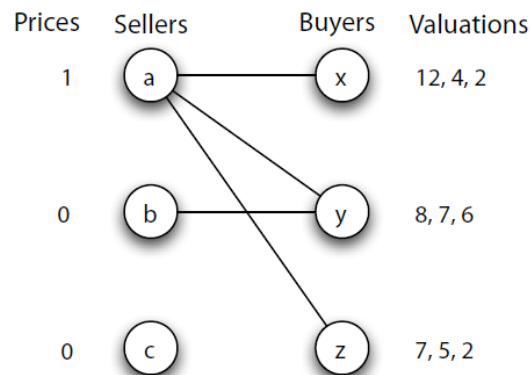 Prices Sellers Buyers Valuations
1 a x 12, 4, 2
0 b y 8, 7, 6
0 c z 7, 5, 2